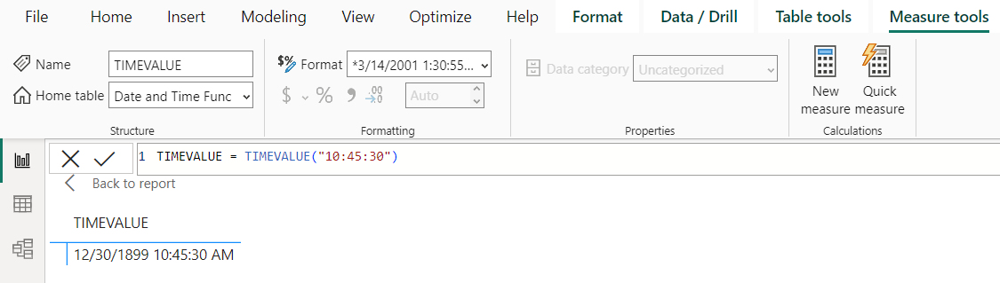 File Home Insert Modeling View Optimize Help Format Data / Drill Table tools Measure tools
Name TIMEVALUE
Home table Date and Time Func
Structure
$% Format *3/14/2001 1:30:55...
$ % , .00 →.0 Auto
Formatting
Data category Uncategorized
Properties
New measure
Quick measure
Calculations
1 TIMEVALUE = TIMEVALUE("10:45:30")
Back to report
TIMEVALUE
12/30/1899 10:45:30 AM